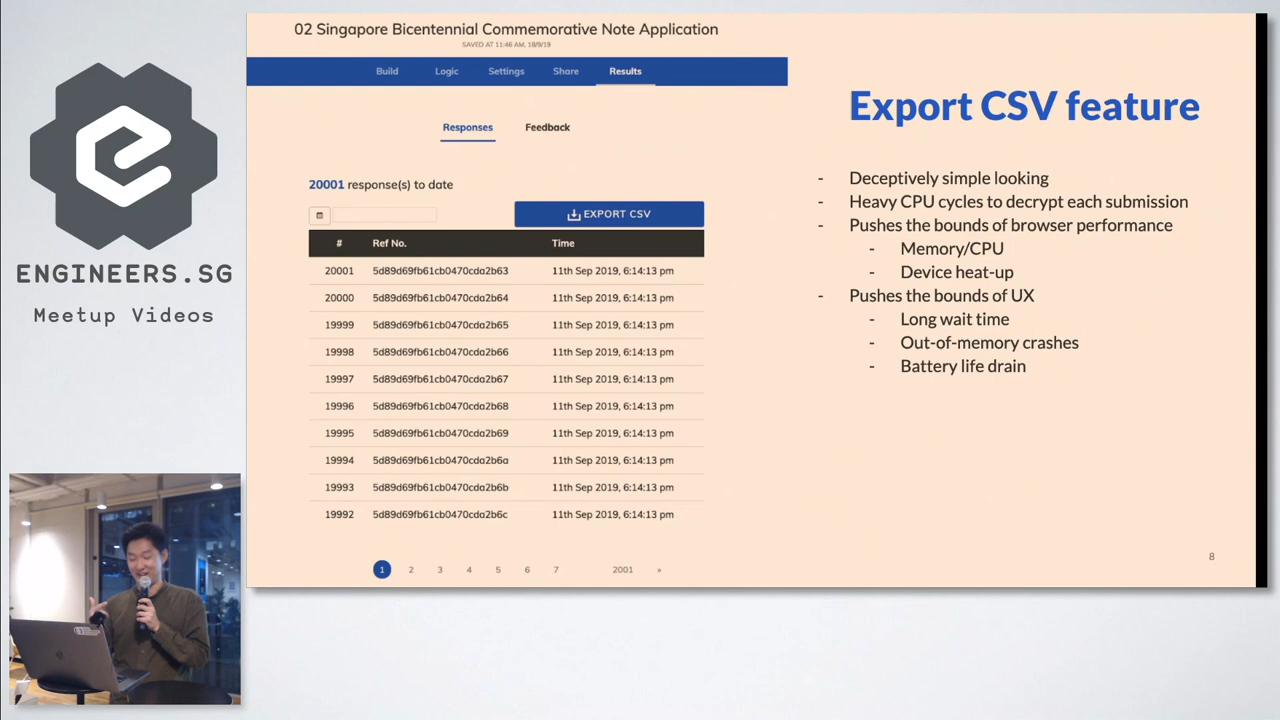 ENGINEERS.SG
Meetup Videos
02 Singapore Bicentennial Commemorative Note Application
SAVED AT 11:46 AM, 18/9/19
Build Logic Settings Share Results
Responses Feedback
20001 response(s) to date
EXPORT CSV
# Ref No. Time
20001 5d89d69fb61cb0470cda2b63 11th Sep 2019, 6:14:13 pm
20000 5d89d69fb61cb0470cda2b64 11th Sep 2019, 6:14:13 pm
19999 5d89d69fb61cb0470cda2b65 11th Sep 2019, 6:14:13 pm
19998 5d89d69fb61cb0470cda2b66 11th Sep 2019, 6:14:13 pm
19997 5d89d69fb61cb0470cda2b67 11th Sep 2019, 6:14:13 pm
19996 5d89d69fb61cb0470cda2b68 11th Sep 2019, 6:14:13 pm
19995 5d89d69fb61cb0470cda2b69 11th Sep 2019, 6:14:13 pm
19994 5d89d69fb61cb0470cda2b6a 11th Sep 2019, 6:14:13 pm
19993 5d89d69fb61cb0470cda2b6b 11th Sep 2019, 6:14:13 pm
19992 5d89d69fb61cb0470cda2b6c 11th Sep 2019, 6:14:13 pm
1 2 3 4 5 6 7 2001 »
Export CSV feature
- Deceptively simple looking
- Heavy CPU cycles to decrypt each submission
- Pushes the bounds of browser performance
- Memory/CPU
- Device heat-up
- Pushes the bounds of UX
- Long wait time
- Out-of-memory crashes
- Battery life drain
8